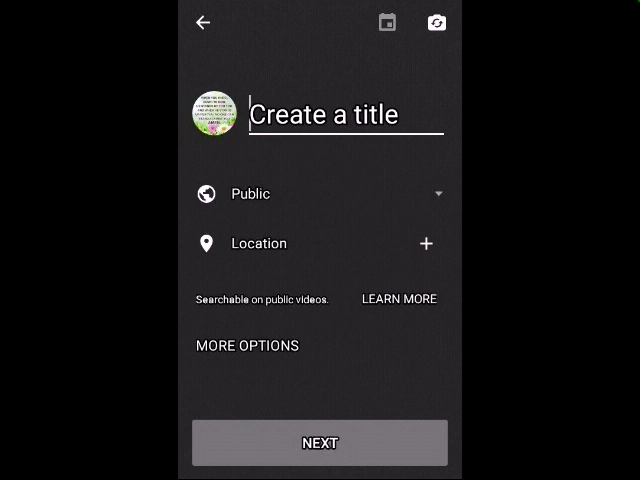 Create a title
Public
Location
Searchable on public videos.
LEARN MORE
MORE OPTIONS
NEXT